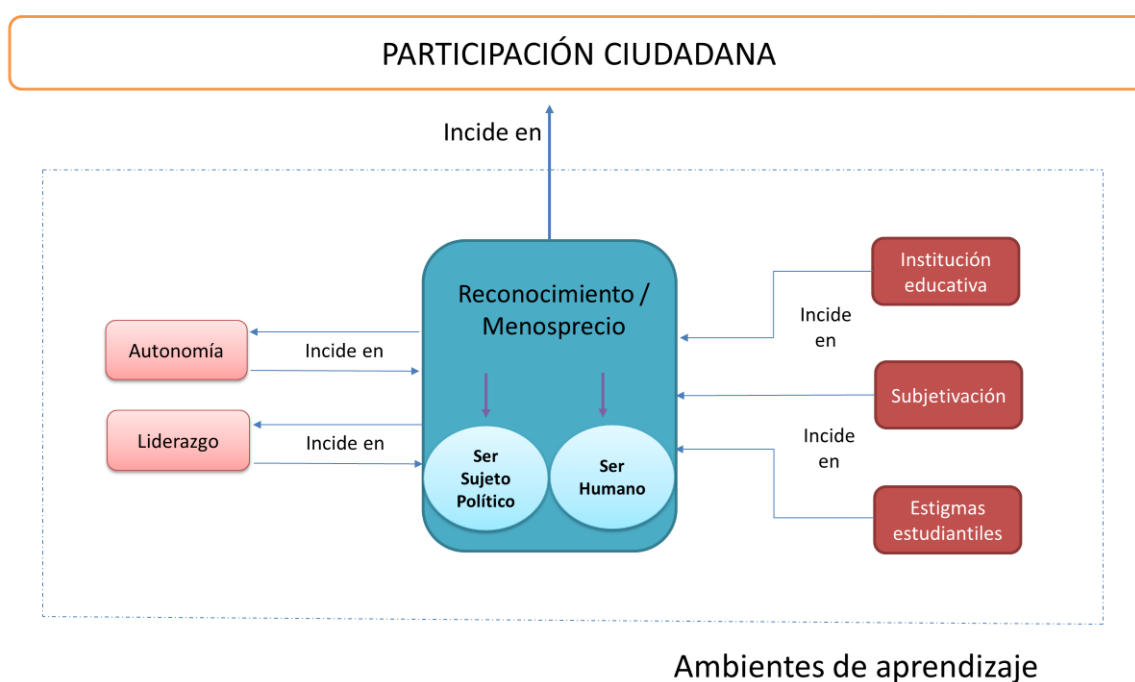 PARTICIPACIÓN CIUDADANA
Incide en
Reconocimiento /
Menosprecio
Autonomía
Incide en
Liderazgo
Incide en
Ser
Sujeto
Político
Ser
Humano
Institución
educativa
Incide
en
Subjetivación
Incide
en
Estigmas
estudiantiles
Ambientes de aprendizaje